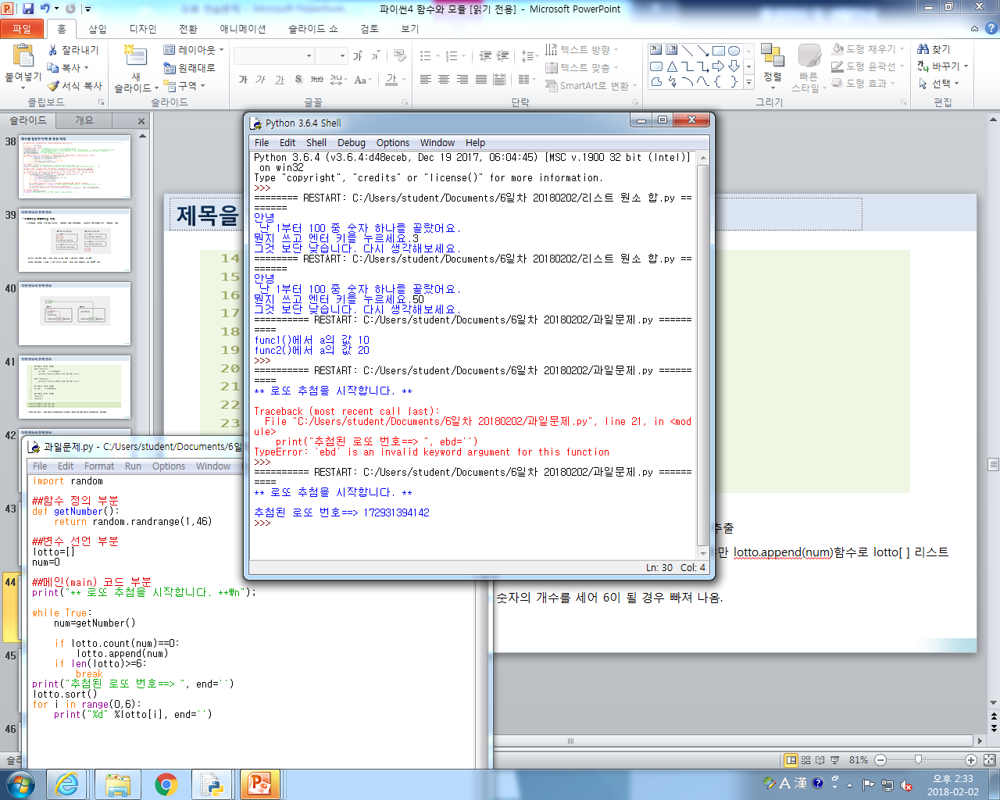 파이썬4 함수와 모듈 [읽기 전용] - Microsoft PowerPoint
파일 홈 삽입 디자인 전환 애니메이션 슬라이드 쇼 검토 보기
붙여넣기 잘라내기 복사 서식 복사 클립보드
새 슬라이드 레이아웃 원래대로 구역 슬라이드
가 가 가 S 가나 Aa 가 글꼴
텍스트 방향 텍스트 맞춤 SmartArt로 변환 단락
정렬 빠른 스타일 도형 채우기 도형 윤곽선 도형 효과 그리기
찾기 바꾸기 선택 편집
슬라이드 개요
38
39
40
41
42
43
44
45
46
제목을
14
15
16
17
18
19
20
21
22
23
Python 3.6.4 Shell
File Edit Shell Debug Options Window Help
Python 3.6.4 (v3.6.4:d48eceb, Dec 19 2017, 06:04:45) [MSC v.1900 32 bit (Intel)]
 on win32
Type "copyright", "credits" or "license()" for more information.
>>>
======== RESTART: C:/Users/student/Documents/6일차 20180202/리스트 원소 합.py ==
======
안녕
 난 1부터 100 중 숫자 하나를 골랐어요.
뭔지 쓰고 엔터 키를 누르세요.3
그것 보단 낮습니다. 다시 생각해보세요.
======== RESTART: C:/Users/student/Documents/6일차 20180202/리스트 원소 합.py ==
======
안녕
 난 1부터 100 중 숫자 하나를 골랐어요.
뭔지 쓰고 엔터 키를 누르세요.50
그것 보단 낮습니다. 다시 생각해보세요.
========== RESTART: C:/Users/student/Documents/6일차 20180202/과일문제.py ======
====
func1()에서 a의 값 10
func2()에서 a의 값 20
>>>
========== RESTART: C:/Users/student/Documents/6일차 20180202/과일문제.py ======
====
** 로또 추첨을 시작합니다. **
Traceback (most recent call last):
  File "C:/Users/student/Documents/6일차 20180202/과일문제.py", line 21, in <mod
ule>
    print("추첨된 로또 번호==> ", ebd='')
TypeError: 'ebd' is an invalid keyword argument for this function
>>>
========== RESTART: C:/Users/student/Documents/6일차 20180202/과일문제.py ======
====
** 로또 추첨을 시작합니다. **
추첨된 로또 번호==> 172931394142
>>>
Ln: 30 Col: 4
추출
만 lotto.append(num)함수로 lotto[ ] 리스트
숫자의 개수를 세어 6이 될 경우 빠져 나옴.
과일문제.py - C:/Users/student/Documents/6일
File Edit Format Run Options Window
import random
##함수 정의 부분
def getNumber():
    return random.randrange(1,46)
##변수 선언 부분
lotto=[]
num=0
##메인(main) 코드 부분
print("** 로또 추첨을 시작합니다. **\n");
while True:
    num=getNumber()
    if lotto.count(num)==0:
        lotto.append(num)
    if len(lotto)>=6:
        break
print("추첨된 로또 번호==> ", end='')
lotto.sort()
for i in range(0,6):
    print("%d" %lotto[i], end='')
81%
A 漢
오후 2:33
2018-02-02